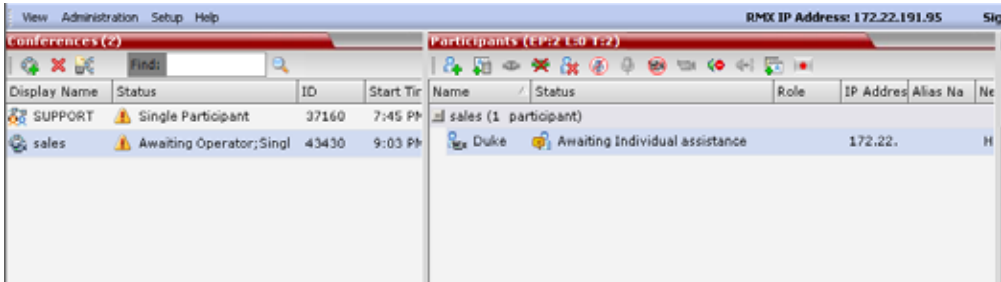 View Administration Setup Help RMX IP Address: 172.22.191.95 Sig
Conferences (2)
Participants (EP:2 L:0 T:2)
Find:
Display Name Status ID Start Tir
SUPPORT Single Participant 37160 7:45 PM
sales Awaiting Operator;Singl 43430 9:03 PM
Name / Status Role IP Addres Alias Na Ne
sales (1 participant)
Duke Awaiting Individual assistance 172.22. H